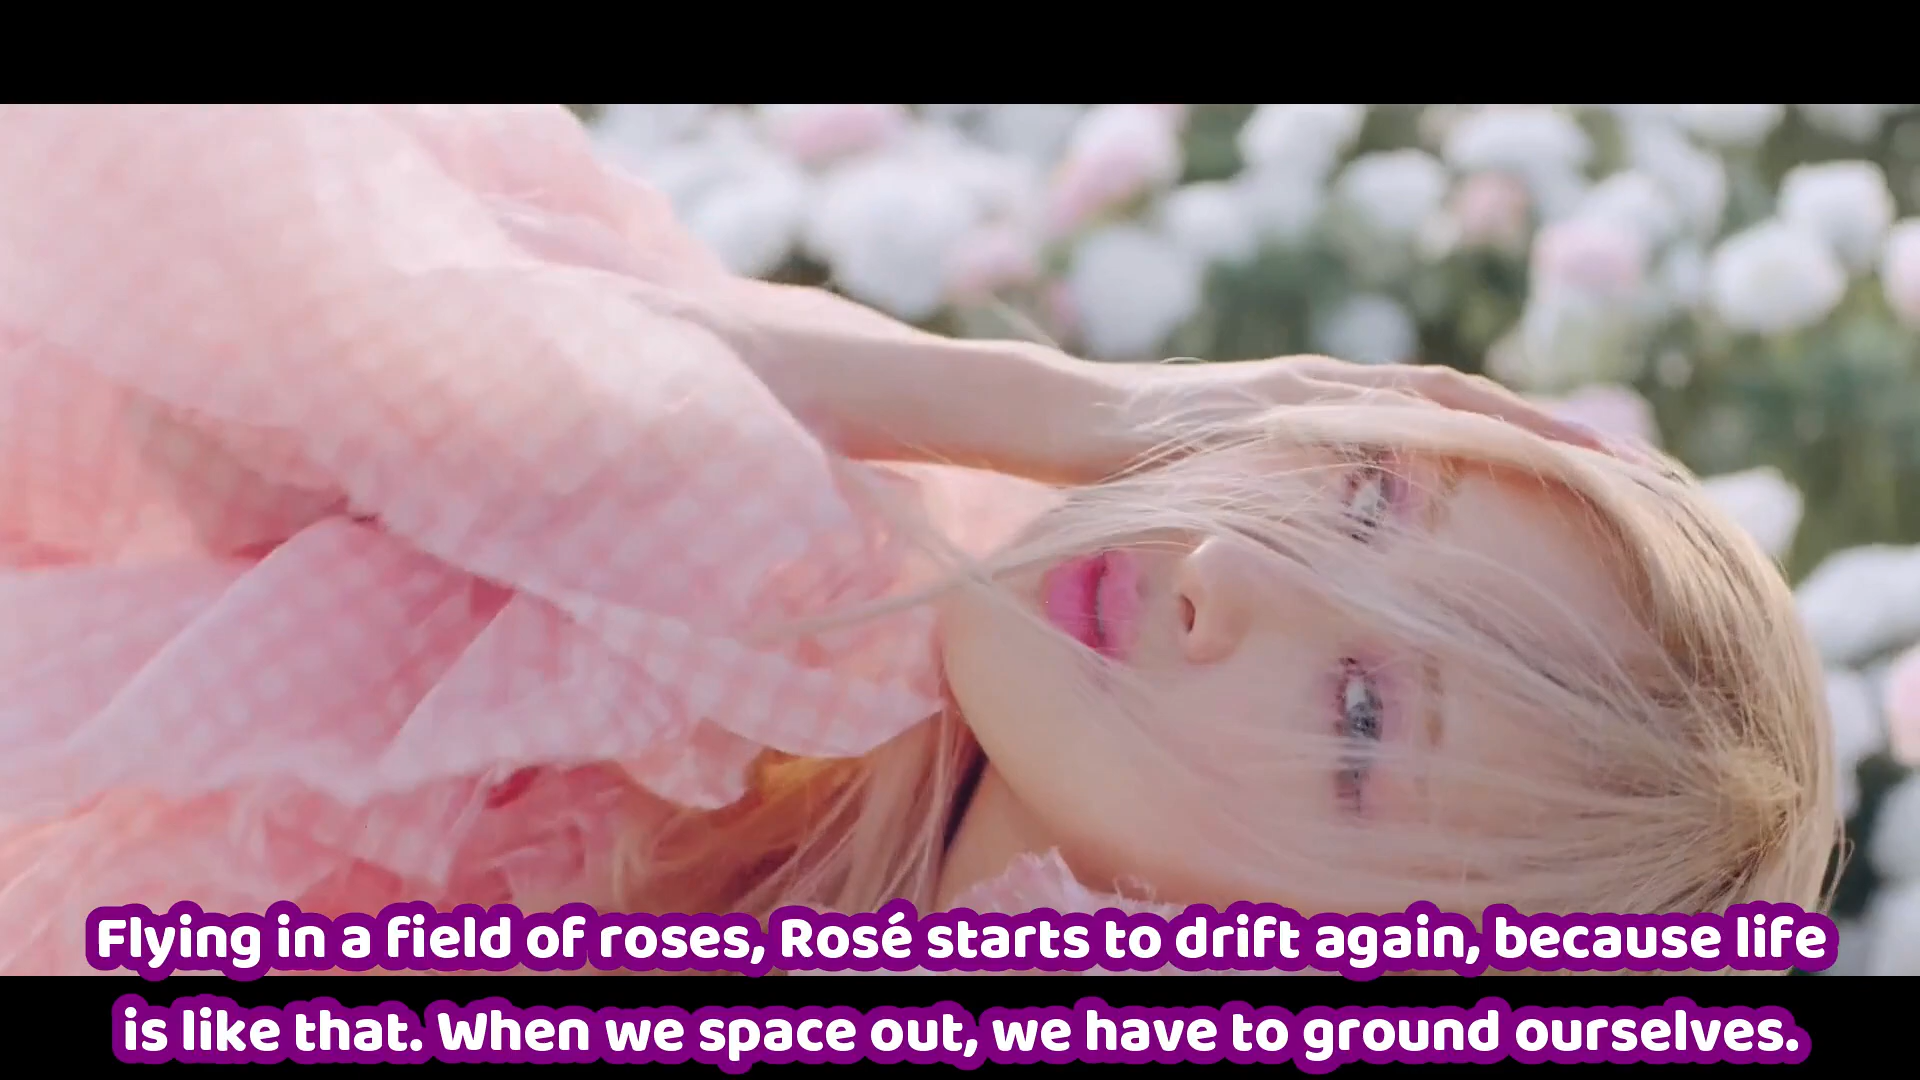 Flying in a field of roses, Rosé starts to drift again, because life
is like that. When we space out, we have to ground ourselves.